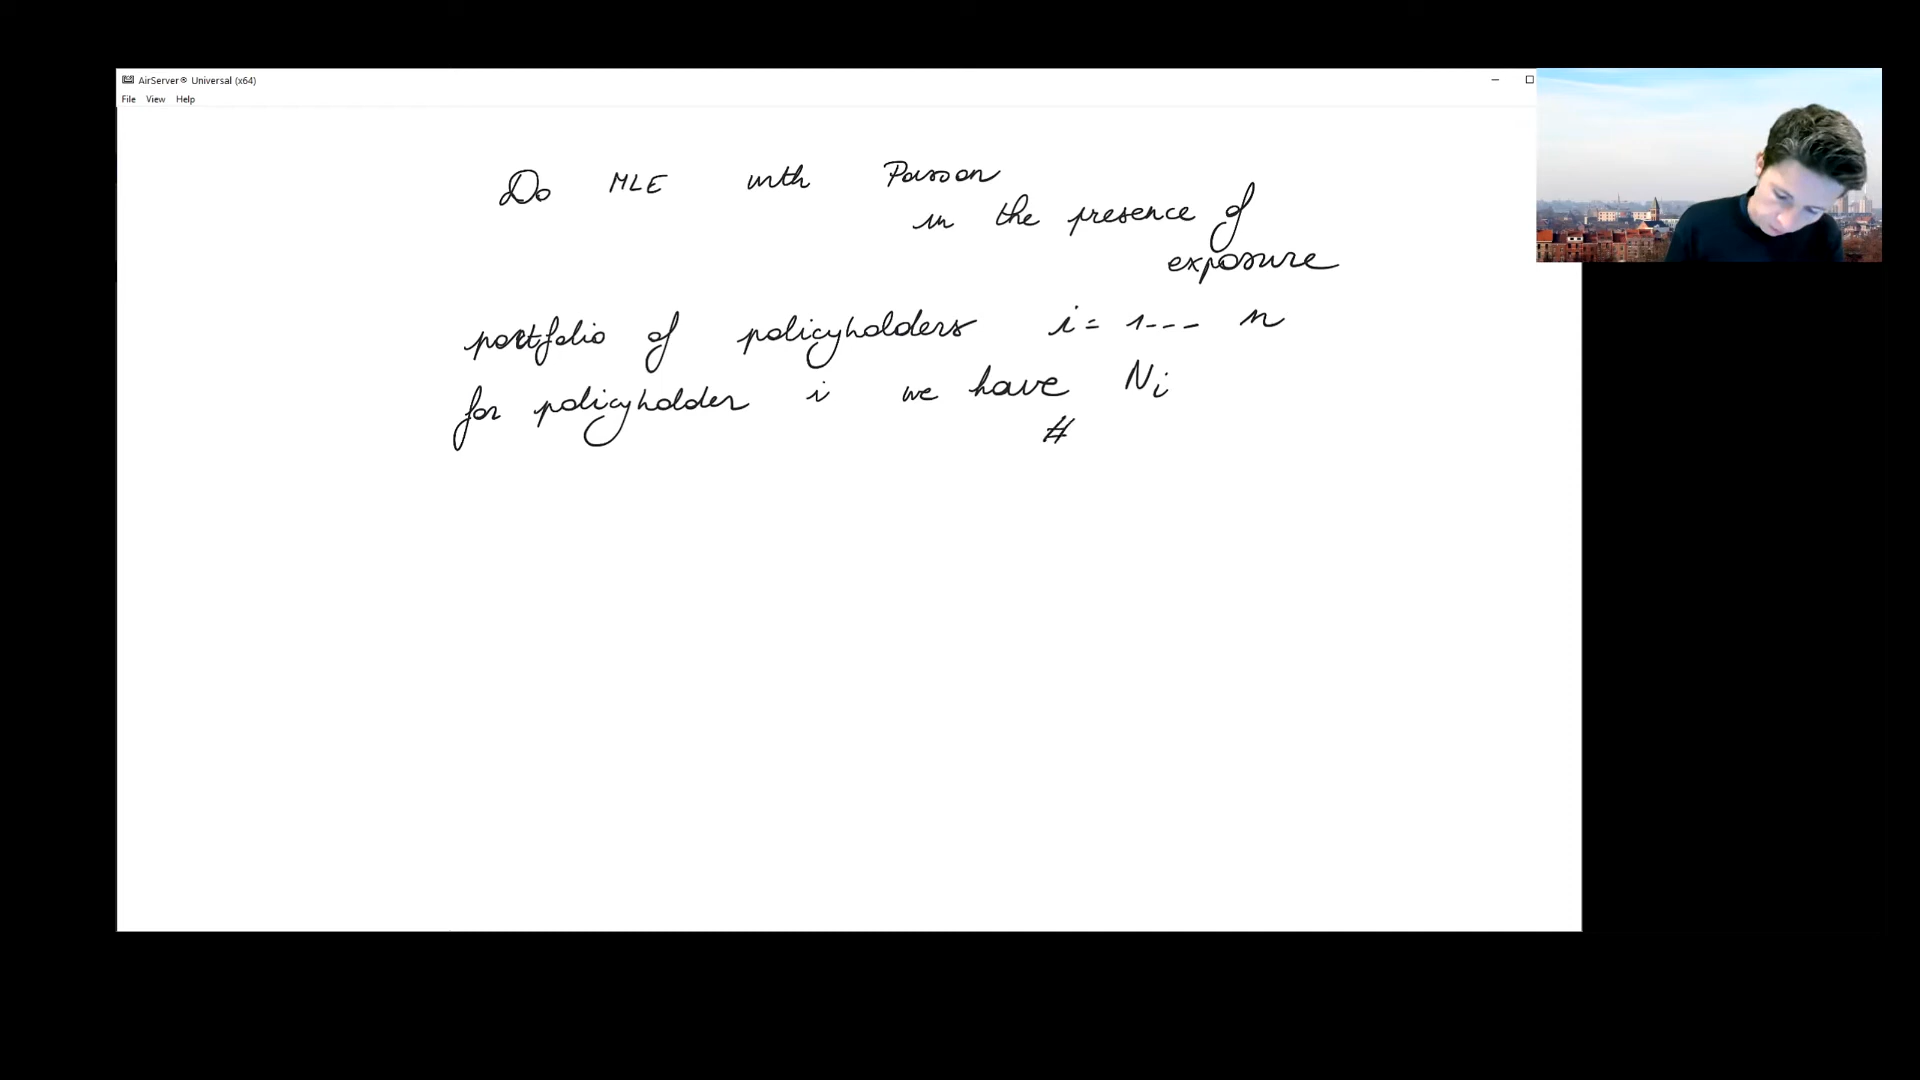 AirServer® Universal (x64)
File View Help
Do MLE with Poisson
in the presence of
exposure
portfolio of policyholders i = 1--- n
for policyholder i we have Ni
#